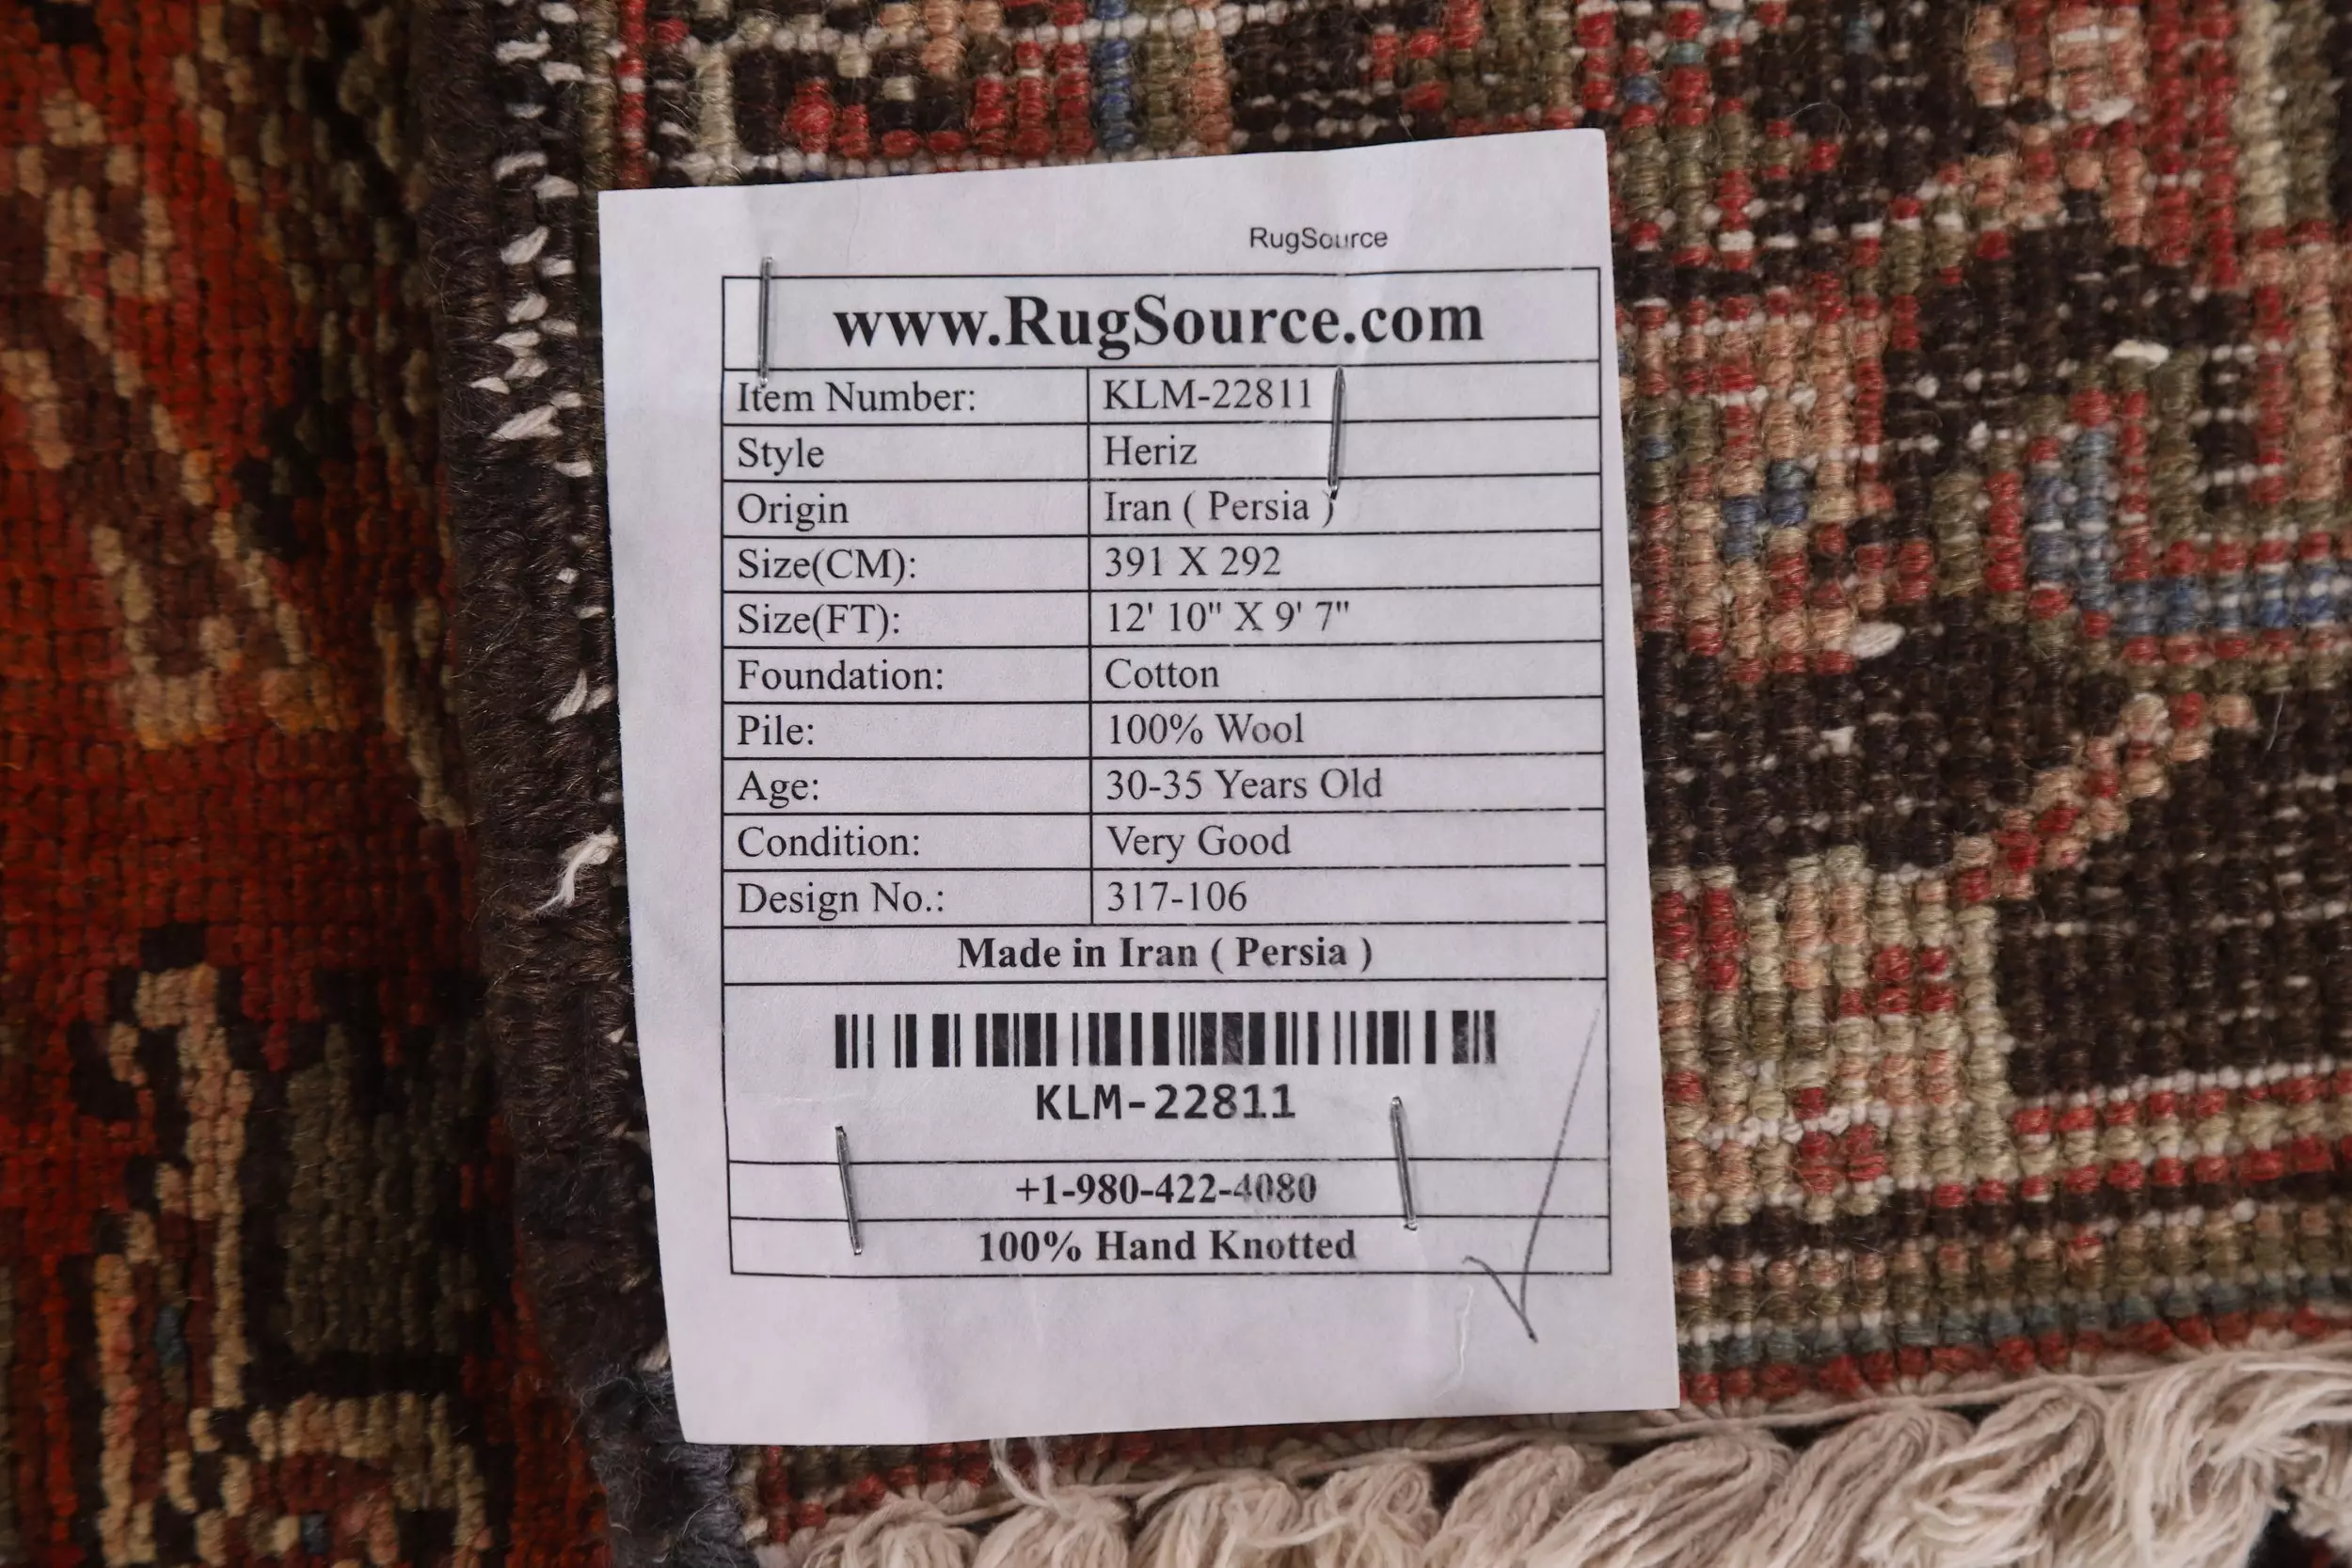 RugSource
www.RugSource.com
Item Number: KLM-22811
Style Heriz
Origin Iran ( Persia )
Size(CM): 391 X 292
Size(FT): 12' 10" X 9' 7"
Foundation: Cotton
Pile: 100% Wool
Age: 30-35 Years Old
Condition: Very Good
Design No.: 317-106
Made in Iran ( Persia )
KLM-22811
+1-980-422-4080
100% Hand Knotted